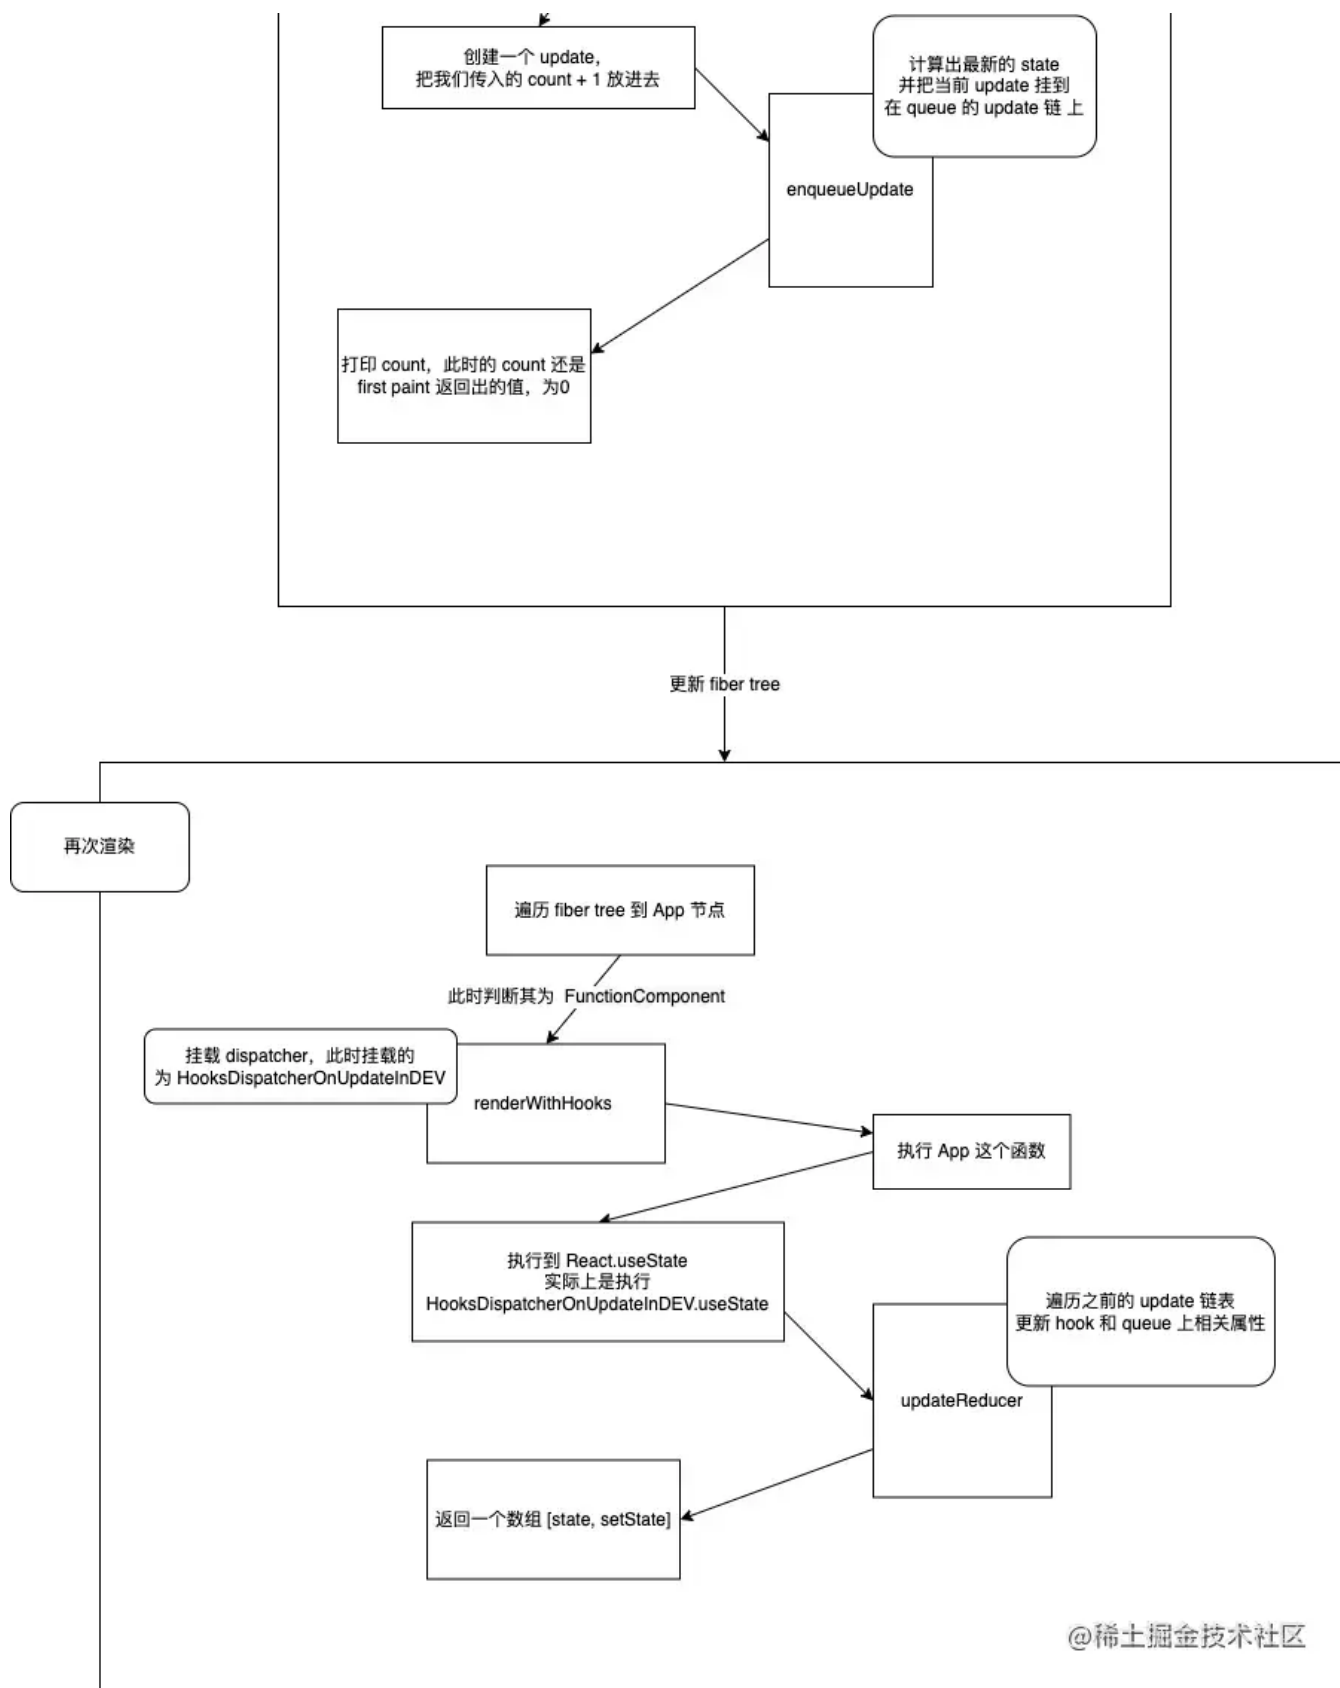 创建一个 update,
把我们传入的 count + 1 放进去
计算出最新的 state
并把当前 update 挂到
在 queue 的 update 链 上
enqueueUpdate
打印 count，此时的 count 还是
first paint 返回出的值，为0
更新 fiber tree
再次渲染
遍历 fiber tree 到 App 节点
此时判断其为 FunctionComponent
挂载 dispatcher，此时挂载的
为 HooksDispatcherOnUpdateInDEV
renderWithHooks
执行 App 这个函数
执行到 React.useState
实际上是执行
HooksDispatcherOnUpdateInDEV.useState
遍历之前的 update 链表
更新 hook 和 queue 上相关属性
updateReducer
返回一个数组 [state, setState]
@稀土掘金技术社区